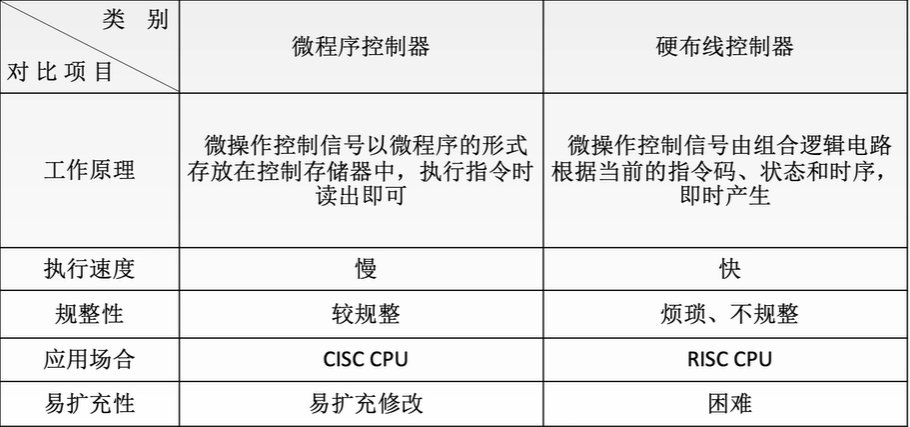 类 别
对 比 项 目
微程序控制器
硬布线控制器
工作原理
微操作控制信号以微程序的形式
存放在控制存储器中，执行指令时
读出即可
微操作控制信号由组合逻辑电路
根据当前的指令码、状态和时序，
即时产生
执行速度
慢
快
规整性
较规整
烦琐、不规整
应用场合
CISC CPU
RISC CPU
易扩充性
易扩充修改
困难